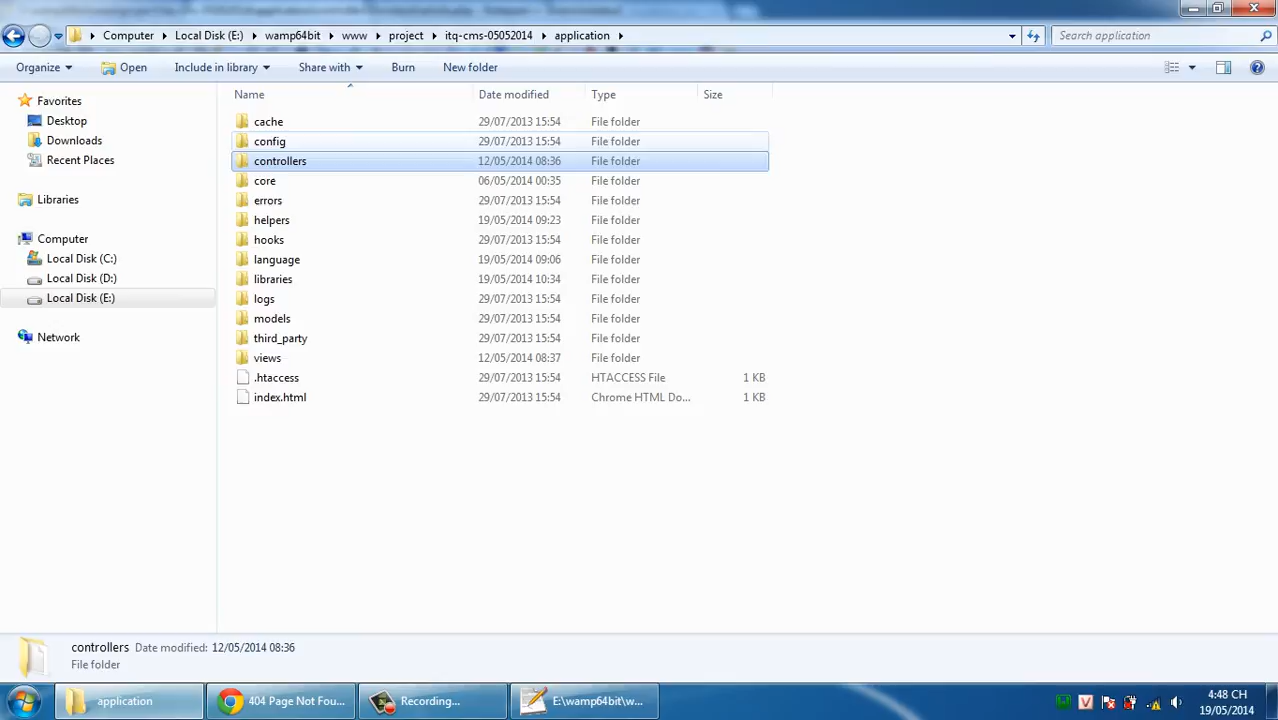 Computer Local Disk (E:) wamp64bit www project itq-cms-05052014 application Search application
Organize Open Include in library Share with Burn New folder
Name Date modified Type Size
Favorites
Desktop
Downloads
Recent Places
Libraries
Computer
Local Disk (C:)
Local Disk (D:)
Local Disk (E:)
Network
cache 29/07/2013 15:54 File folder
config 29/07/2013 15:54 File folder
controllers 12/05/2014 08:36 File folder
core 06/05/2014 00:35 File folder
errors 29/07/2013 15:54 File folder
helpers 19/05/2014 09:23 File folder
hooks 29/07/2013 15:54 File folder
language 19/05/2014 09:06 File folder
libraries 19/05/2014 10:34 File folder
logs 29/07/2013 15:54 File folder
models 29/07/2013 15:54 File folder
third_party 29/07/2013 15:54 File folder
views 12/05/2014 08:37 File folder
.htaccess 29/07/2013 15:54 HTACCESS File 1 KB
index.html 29/07/2013 15:54 Chrome HTML Do... 1 KB
controllers Date modified: 12/05/2014 08:36
File folder
application 404 Page Not Fou... Recording... E:\wamp64bit\w...
4:48 CH
19/05/2014